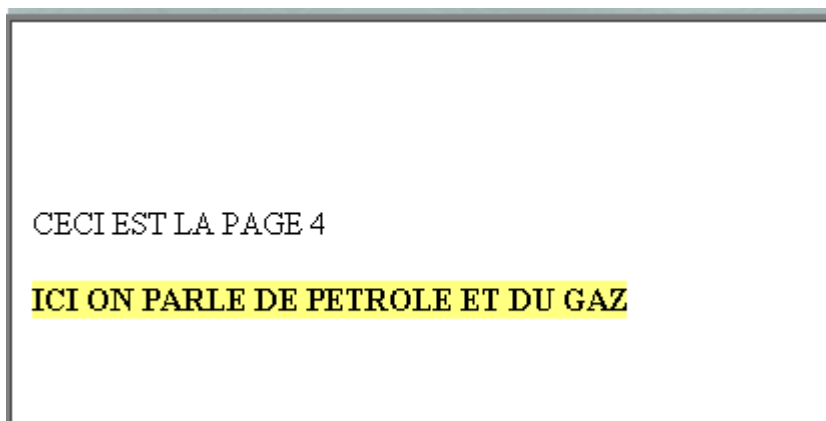 CECI EST LA PAGE 4
ICI ON PARLE DE PETROLE ET DU GAZ